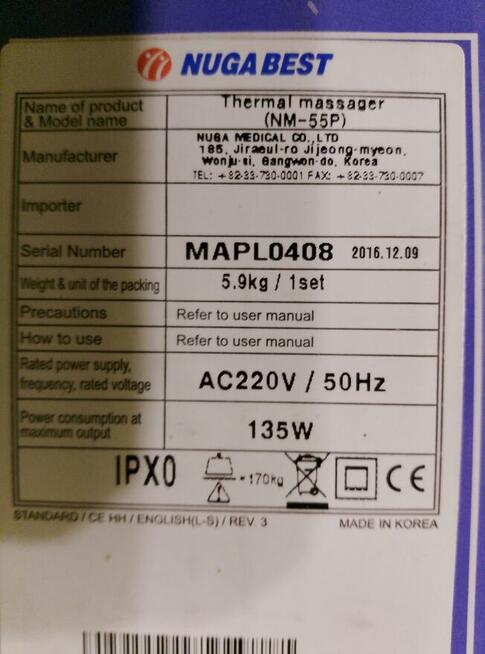 NUGA BEST
Name of product & Model name
Thermal massager
(NM-55P)
Manufacturer
NUGA MEDICAL CO., LTD
185, Jiraeul-ro Jijeong-myeon,
Wonju-si, Gangwon-do, Korea
TEL: +82-33-730-0001 FAX: +82-33-730-0007
Importer
Serial Number MAPL0408 2016.12.09
Weight & unit of the packing 5.9kg / 1set
Precautions Refer to user manual
How to use Refer to user manual
Rated power supply,
frequency, rated voltage
AC220V / 50Hz
Power consumption at
maximum output
135W
IPX0 =170kg CE
STANDARD / CE HH / ENGLISH(L-S) / REV. 3 MADE IN KOREA